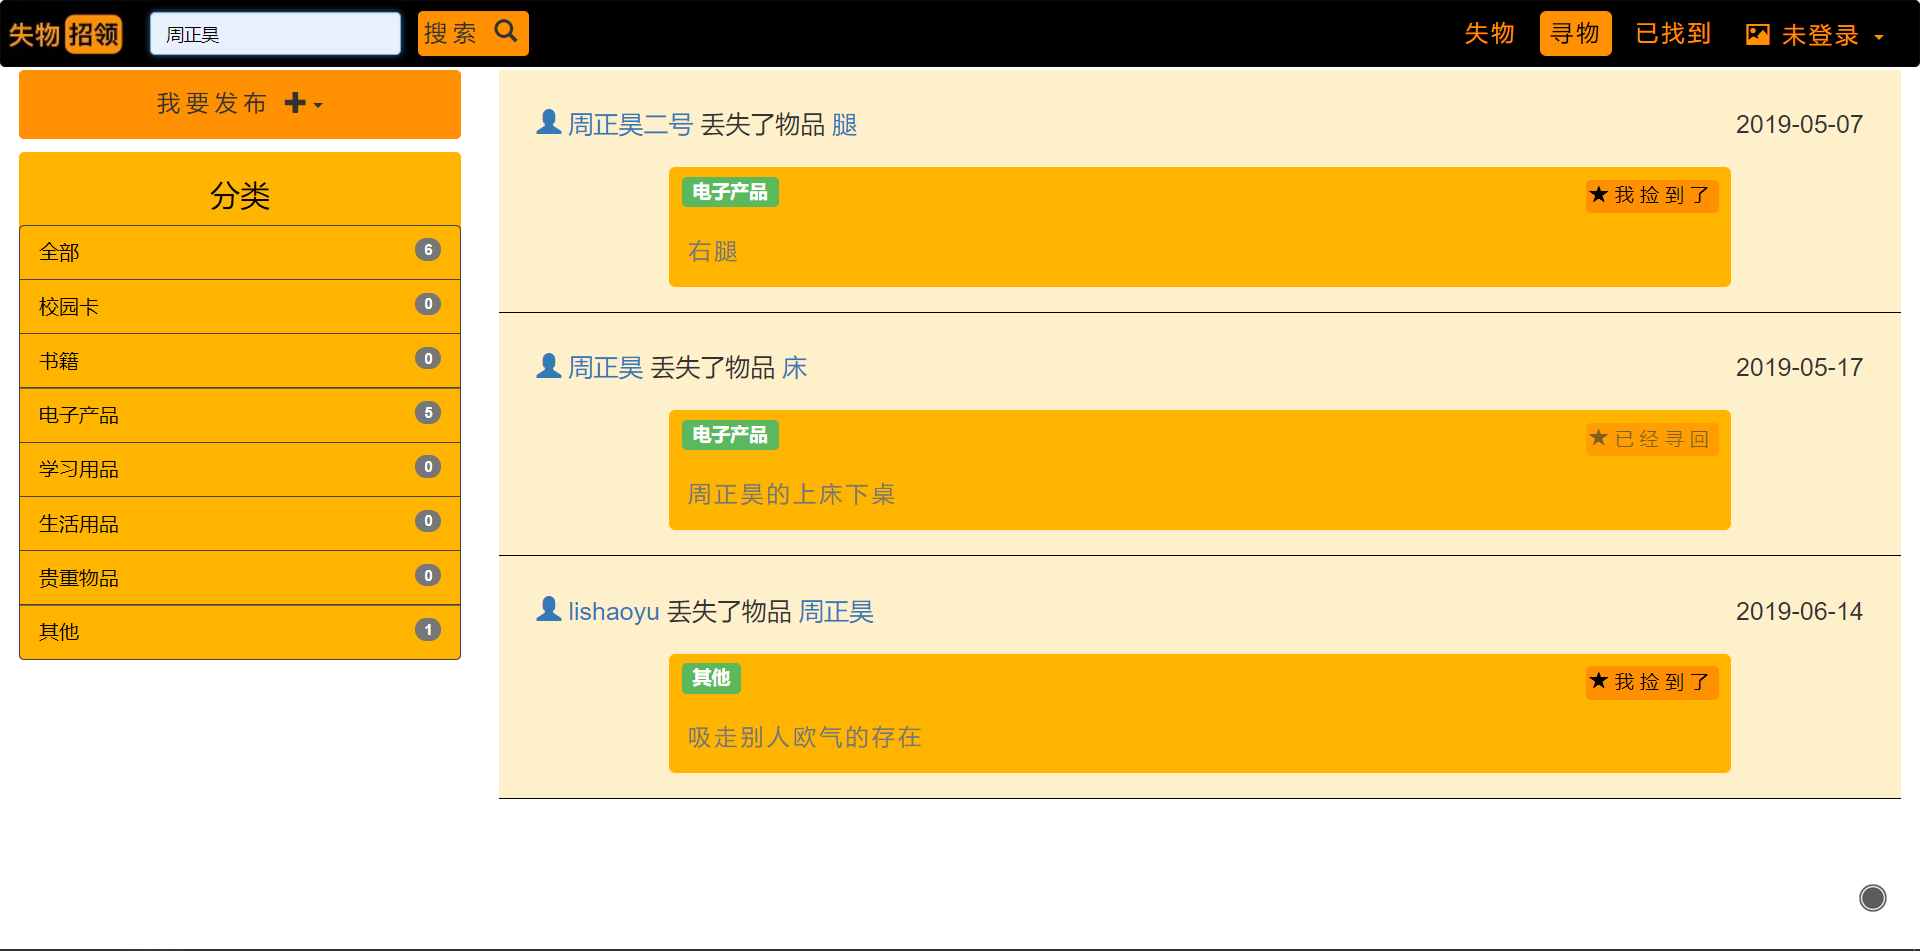 失物 招领
周正昊
搜索
失物 寻物 已找到 未登录
我要发布
分类
全部 6
校园卡 0
书籍 0
电子产品 5
学习用品 0
生活用品 0
贵重物品 0
其他 1
周正昊二号 丢失了物品 腿 2019-05-07
电子产品 我捡到了
右腿
周正昊 丢失了物品 床 2019-05-17
电子产品 已经寻回
周正昊的上床下桌
lishaoyu 丢失了物品 周正昊 2019-06-14
其他 我捡到了
吸走别人欧气的存在